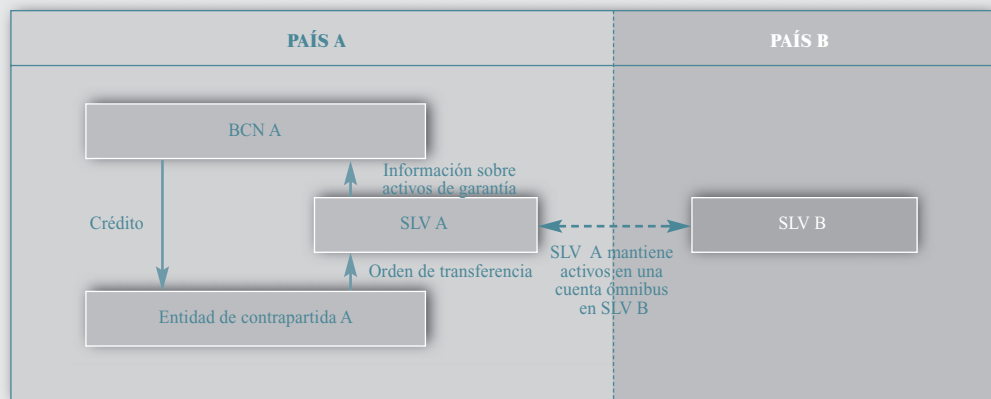 PAÍS A
PAÍS B
BCN A
Información sobre
activos de garantía
Crédito
SLV A
SLV B
Orden de transferencia
SLV A mantiene
activos en una
cuenta ómnibus
en SLV B
Entidad de contrapartida A